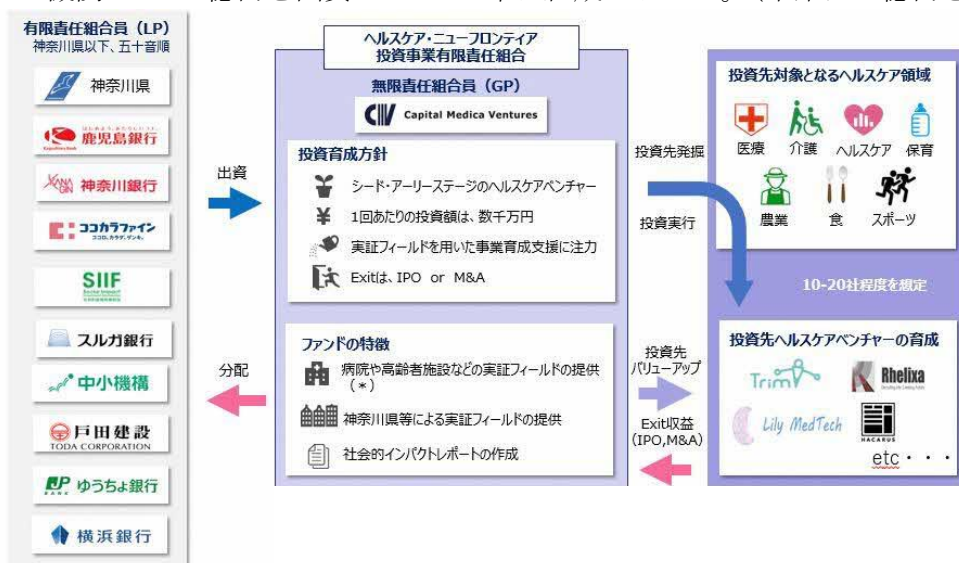 有限責任組合員（LP）
神奈川県以下、五十音順
神奈川県
鹿児島銀行
神奈川銀行
ココカラファイン
ココロ、カラダ、ゲンキ。
SIIF
スルガ銀行
中小機構
戸田建設
TODA CORPORATION
JP BANK ゆうちょ銀行
横浜銀行
出資
分配
ヘルスケア・ニューフロンティア
投資事業有限責任組合
無限責任組合員（GP）
CMV Capital Medica Ventures
投資育成方針
シード・アーリーステージのヘルスケアベンチャー
¥ 1回あたりの投資額は、数千万円
実証フィールドを用いた事業育成支援に注力
Exitは、IPO or M&A
ファンドの特徴
病院や高齢者施設などの実証フィールドの提供
（*）
神奈川県等による実証フィールドの提供
社会的インパクトレポートの作成
投資先発掘
投資実行
投資先
バリューアップ
Exit収益
(IPO,M&A)
投資先対象となるヘルスケア領域
医療 介護 ヘルスケア 保育
農業 食 スポーツ
10-20社程度を想定
投資先ヘルスケアベンチャーの育成
Trim
Rhelixa
Lily MedTech
HACARUS
etc・・・